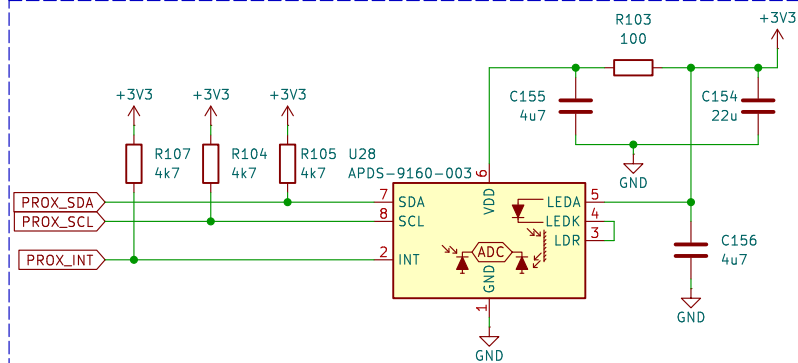 R103
100
+3V3
C155
4u7
C154
22u
+3V3
+3V3
+3V3
GND
R107
4k7
R104
4k7
R105
4k7
U28
APDS-9160-003
6
VDD
PROX_SDA
7
SDA
LEDA
5
PROX_SCL
8
SCL
LEDK
4
LDR
3
PROX_INT
2
INT
ADC
GND
1
C156
4u7
GND
GND